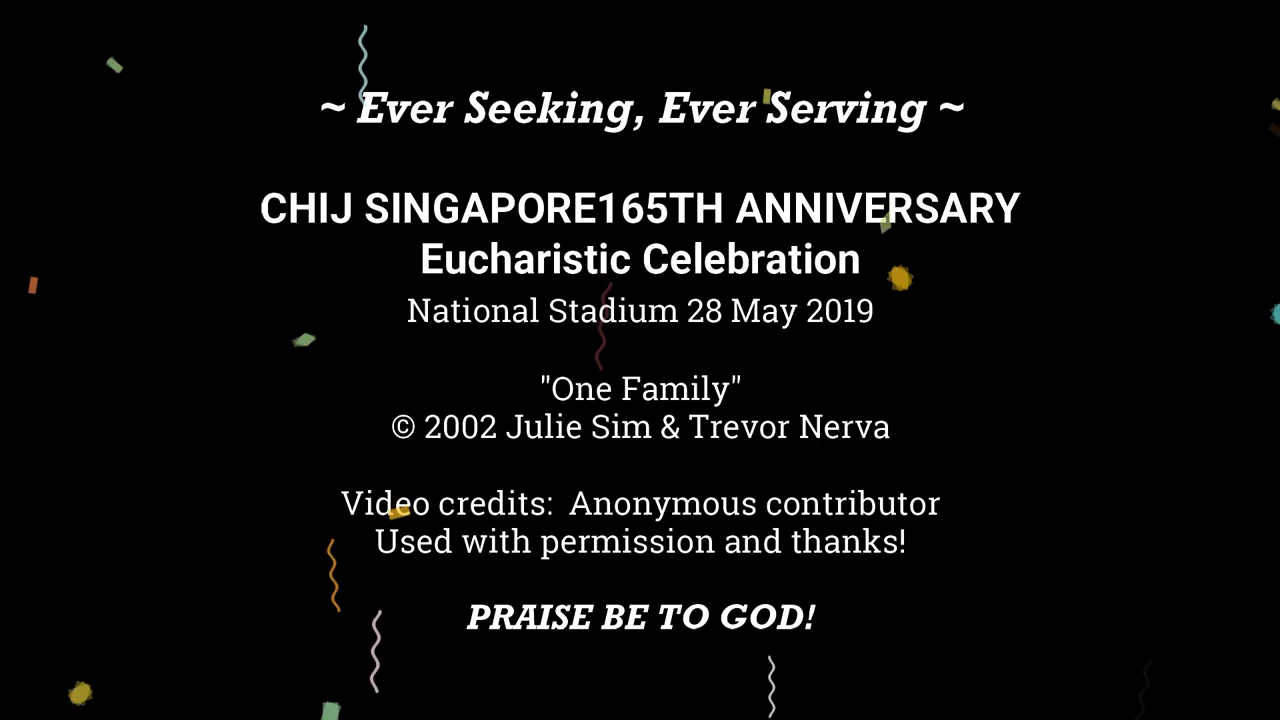 ~ Ever Seeking, Ever Serving ~
CHIJ SINGAPORE165TH ANNIVERSARY
Eucharistic Celebration
National Stadium 28 May 2019
"One Family"
© 2002 Julie Sim & Trevor Nerva
Video credits:  Anonymous contributor
Used with permission and thanks!
PRAISE BE TO GOD!